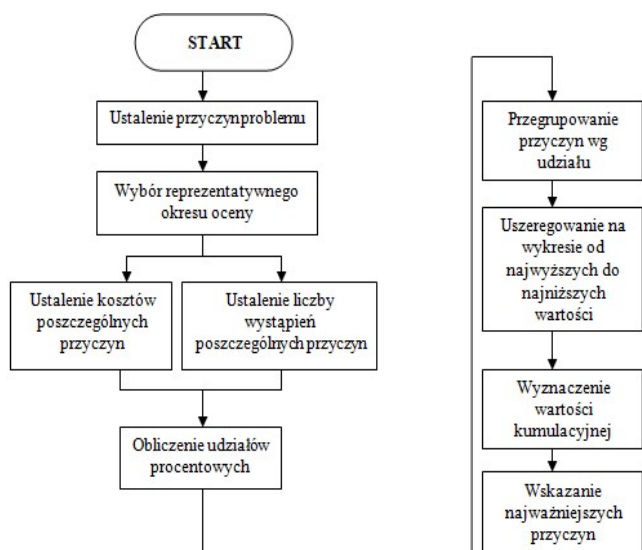 START
Ustalenie przyczynproblemu
Wybór reprezentatywnego
okresu oceny
Ustalenie kosztów
poszczególnych
przyczyn
Ustalenie liczby
wystąpień
poszczególnych przyczyn
Obliczenie udziałów
procentowych
Przegrupowanie
przyczyn wg
udziału
Uszeregowanie na
wykresie od
najwyższych do
najniższych
wartości
Wyznaczenie
wartości
kumulacyjnej
Wskazanie
najważniejszych
przyczyn